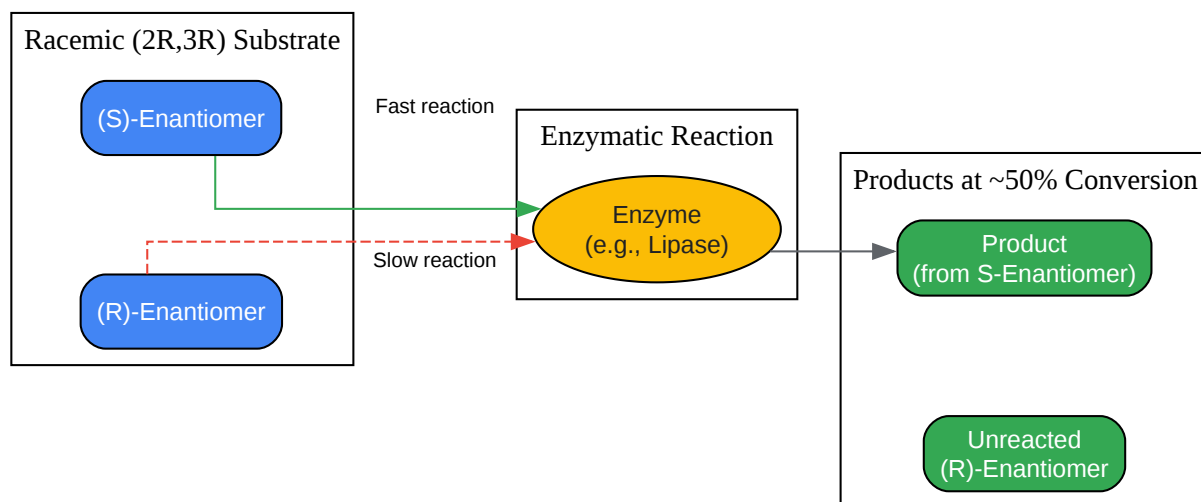 Racemic (2R,3R) Substrate
(S)-Enantiomer
(R)-Enantiomer
Fast reaction
Slow reaction
Enzymatic Reaction
Enzyme
(e.g., Lipase)
Products at ~50% Conversion
Product
(from S-Enantiomer)
Unreacted
(R)-Enantiomer